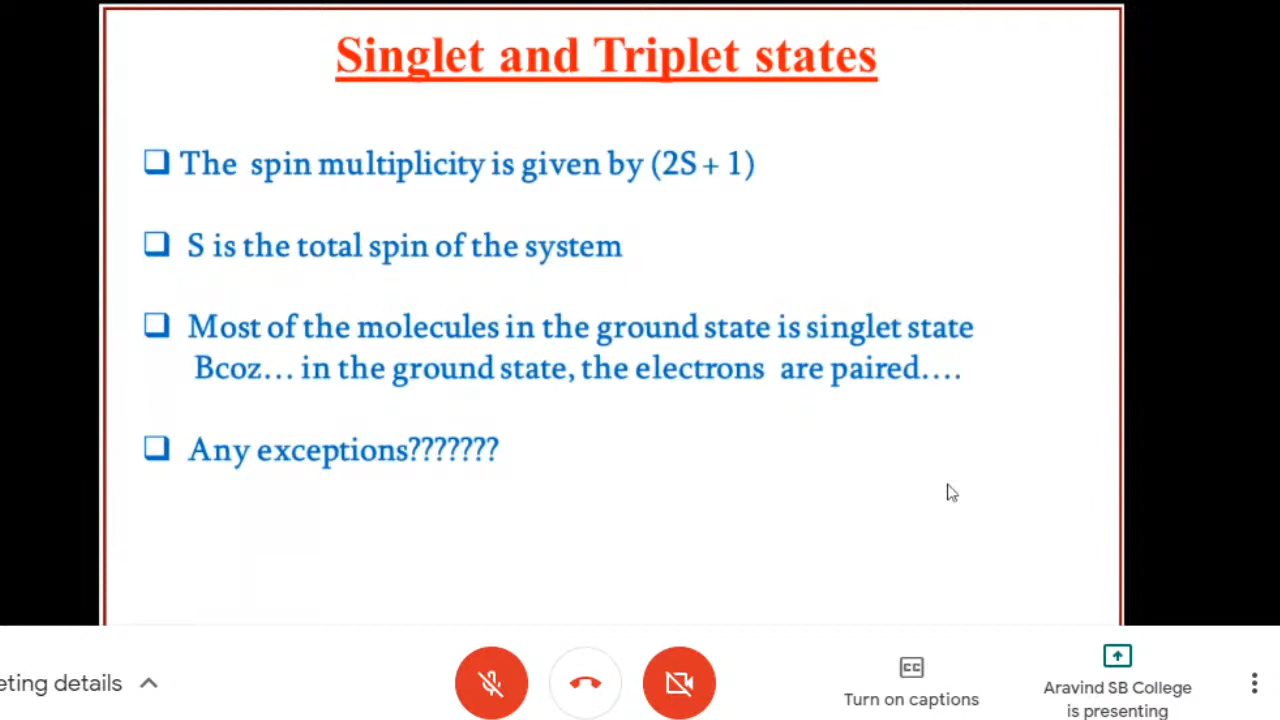 Singlet and Triplet states
The spin multiplicity is given by (2S + 1)
S is the total spin of the system
Most of the molecules in the ground state is singlet state
Bcoz... in the ground state, the electrons are paired....
Any exceptions???????
eting details
CC
Turn on captions
Aravind SB College
is presenting